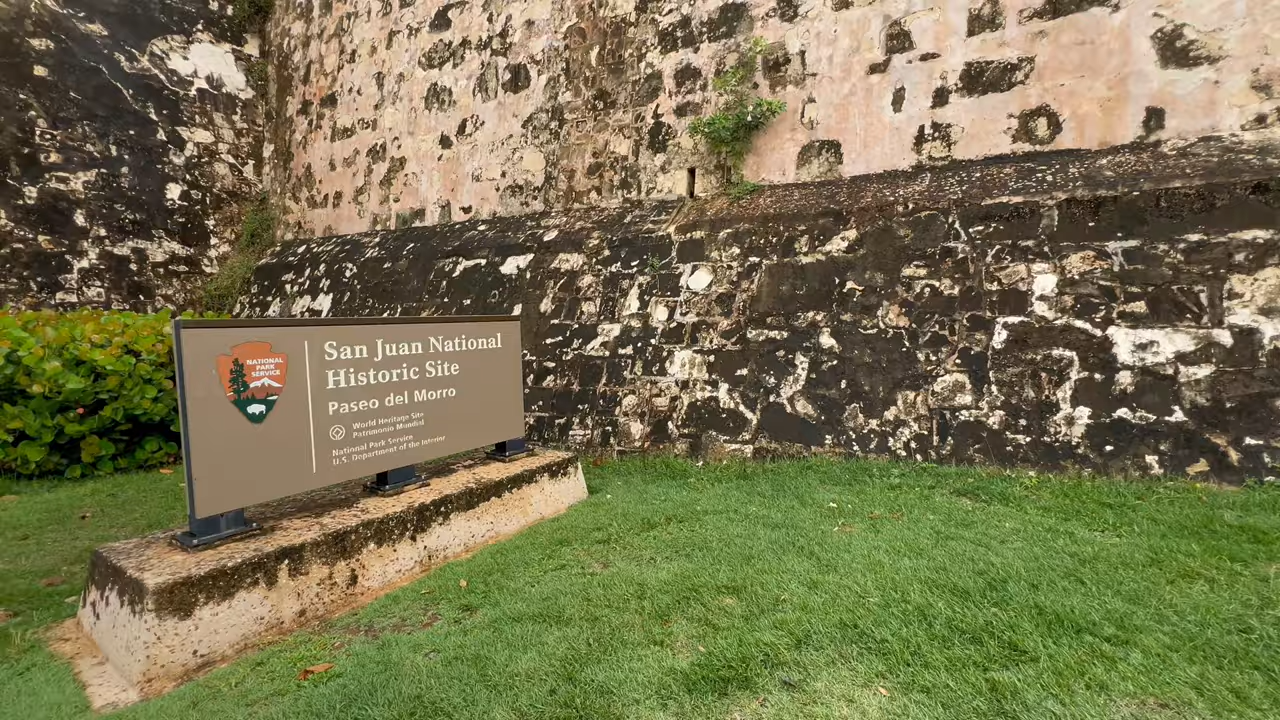 NATIONAL
PARK
SERVICE
San Juan National
Historic Site
Paseo del Morro
World Heritage Site
Patrimonio Mundial
National Park Service
U.S. Department of the Interior